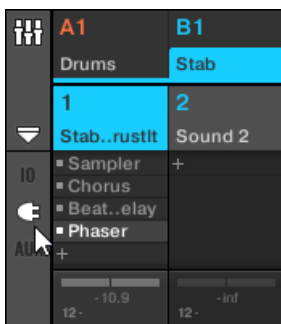 A1 B1
Drums Stab
1 2
Stab..rustlt Sound 2
IO
Sampler +
Chorus
Beat..elay
Phaser
+
-10.9 -inf
12- 12-